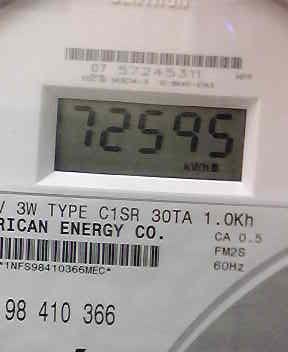 07 57245311
72595
kWh
V 3W TYPE C1SR 30TA 1.0Kh
RICAN ENERGY CO.
CA 0.5
FM2S
60Hz
*1NFS98410366MEC*
98 410 366